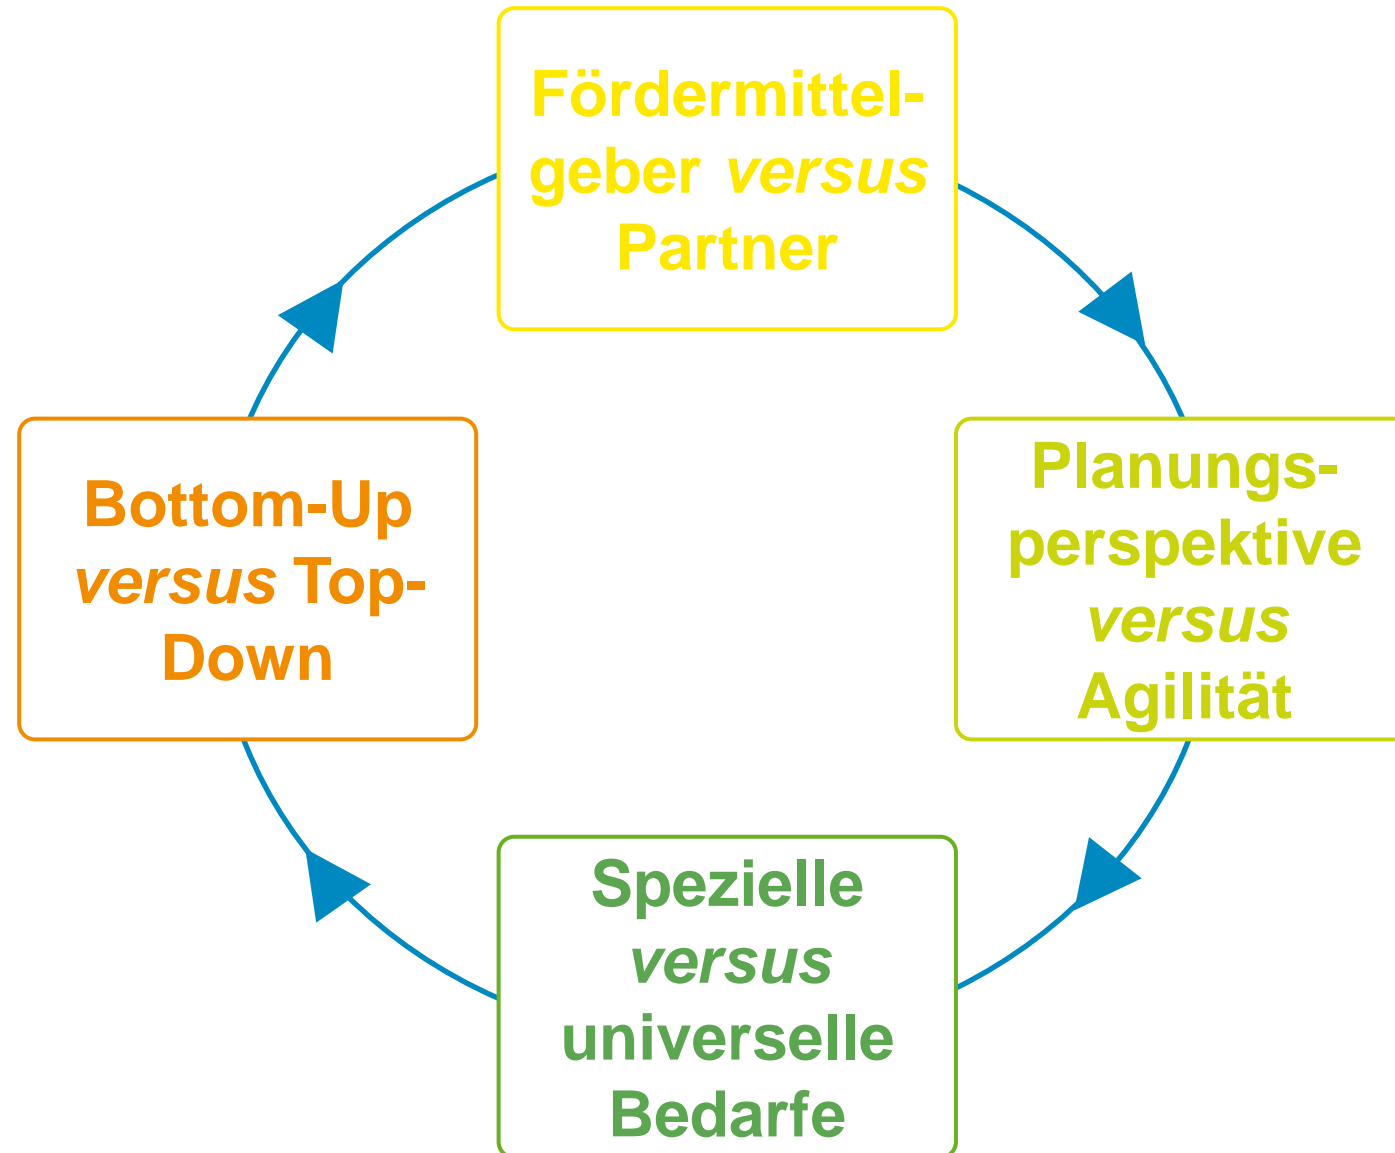 Fördermittel-
geber versus
Partner
Planungs-
perspektive
versus
Agilität
Spezielle
versus
universelle
Bedarfe
Bottom-Up
versus Top-
Down